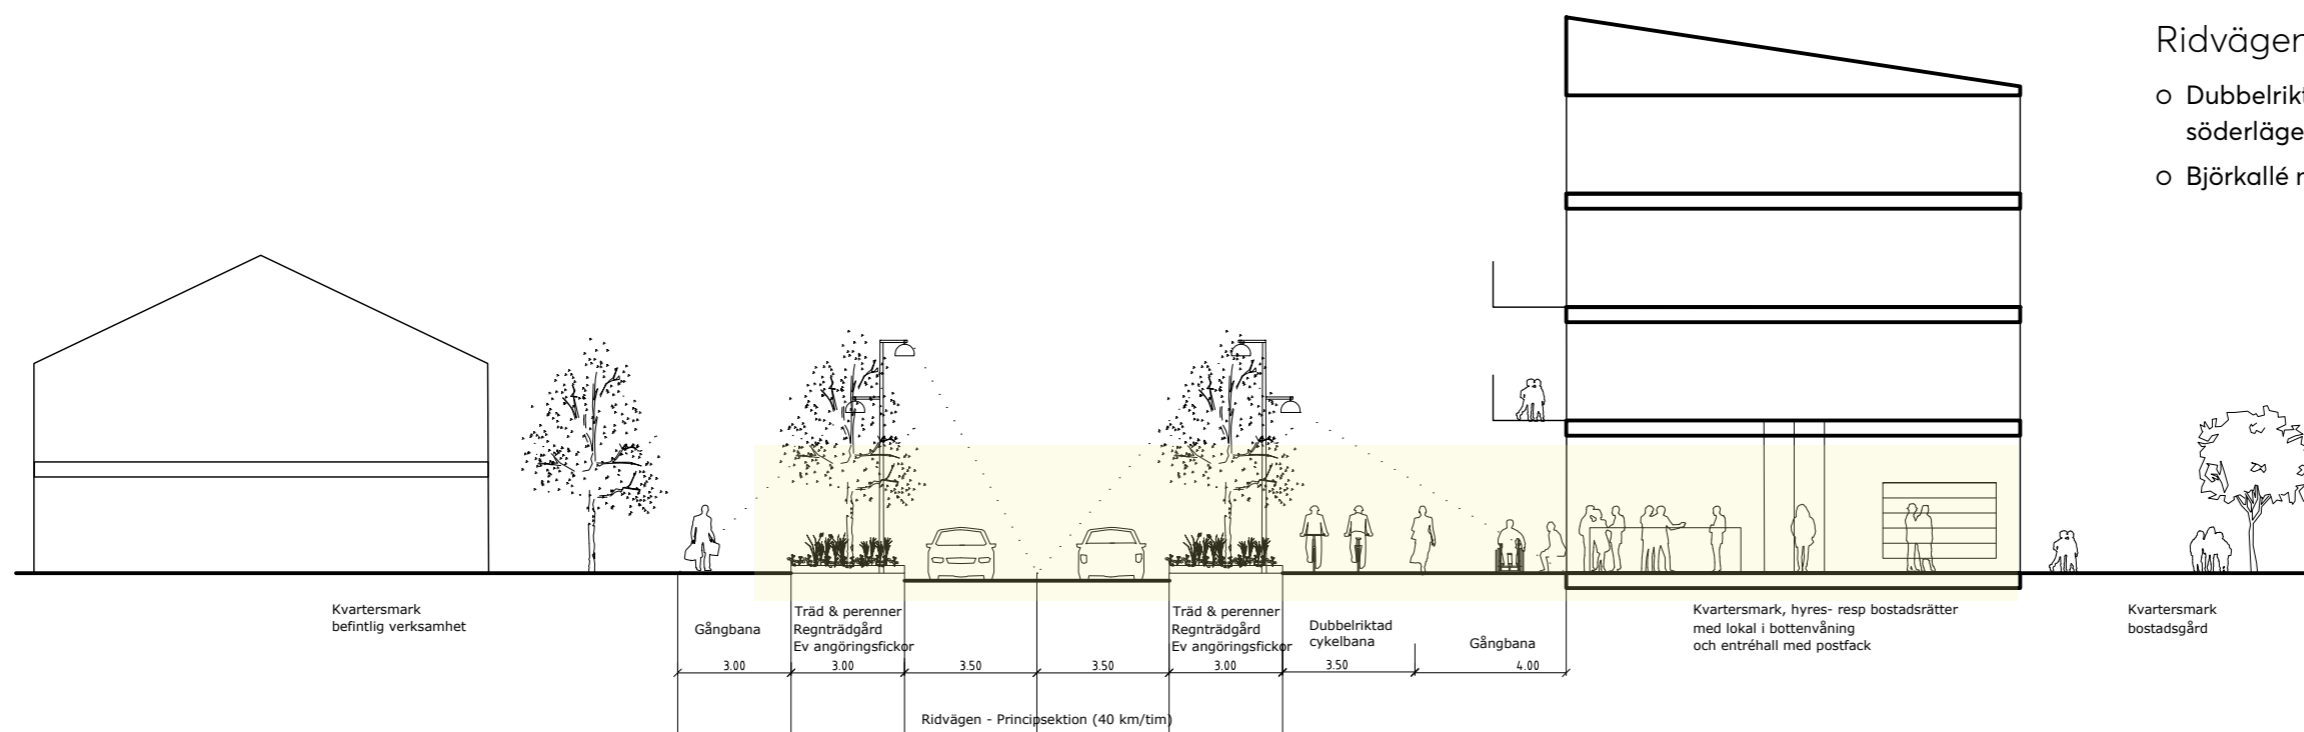 Ridvägen
Dubbelrikt
söderläge
Björkallé
Kvartersmark
befintlig verksamhet
Gångbana
Träd & perenner
Regnträdgård
Ev angöringsfickor
Träd & perenner
Regnträdgård
Ev angöringsfickor
Dubbelriktad
cykelbana
Gångbana
Kvartersmark, hyres- resp bostadsrätter
med lokal i bottenvåning
och entréhall med postfack
Kvartersmark
bostadsgård
3.00
3.00
3.50
3.50
3.00
3.50
4.00
Ridvägen - Principsektion (40 km/tim)